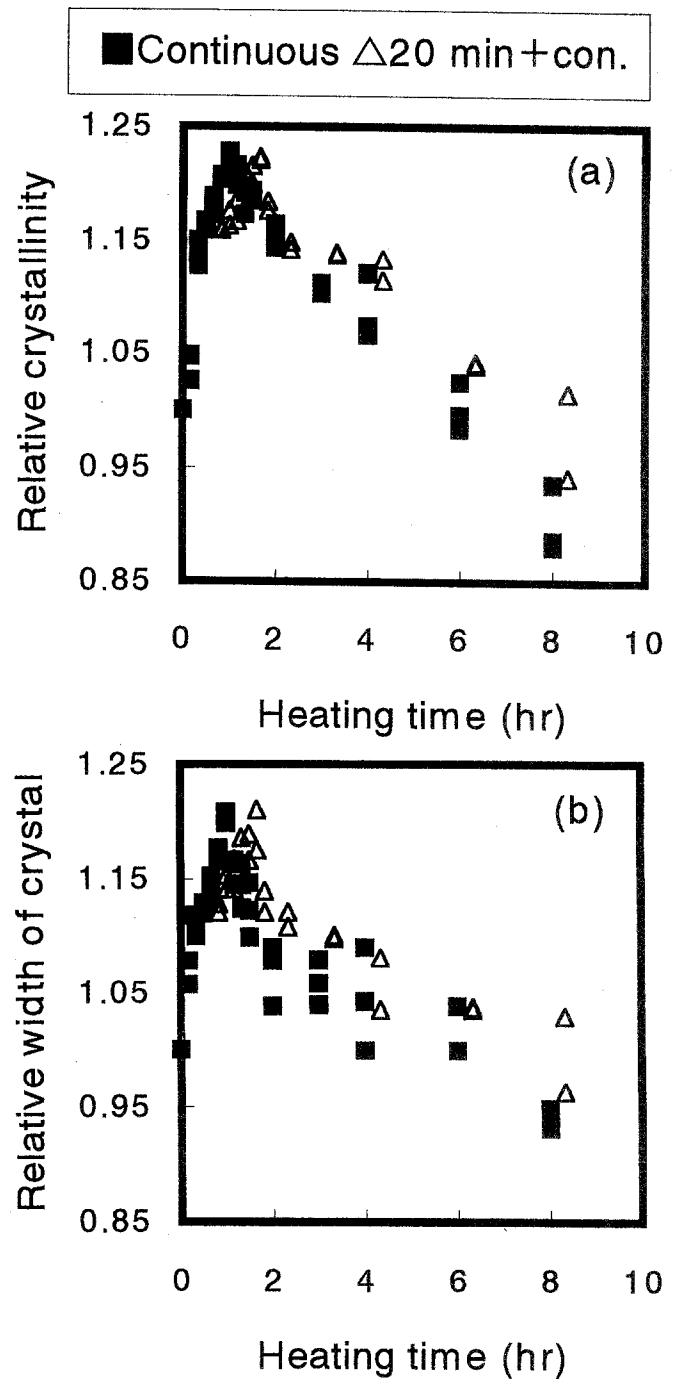 ■Continuous △20 min+con.
(a)
Relative crystallinity
1.25
1.15
1.05
0.95
0.85
0 2 4 6 8 10
Heating time (hr)
(b)
Relative width of crystal
1.25
1.15
1.05
0.95
0.85
0 2 4 6 8 10
Heating time (hr)